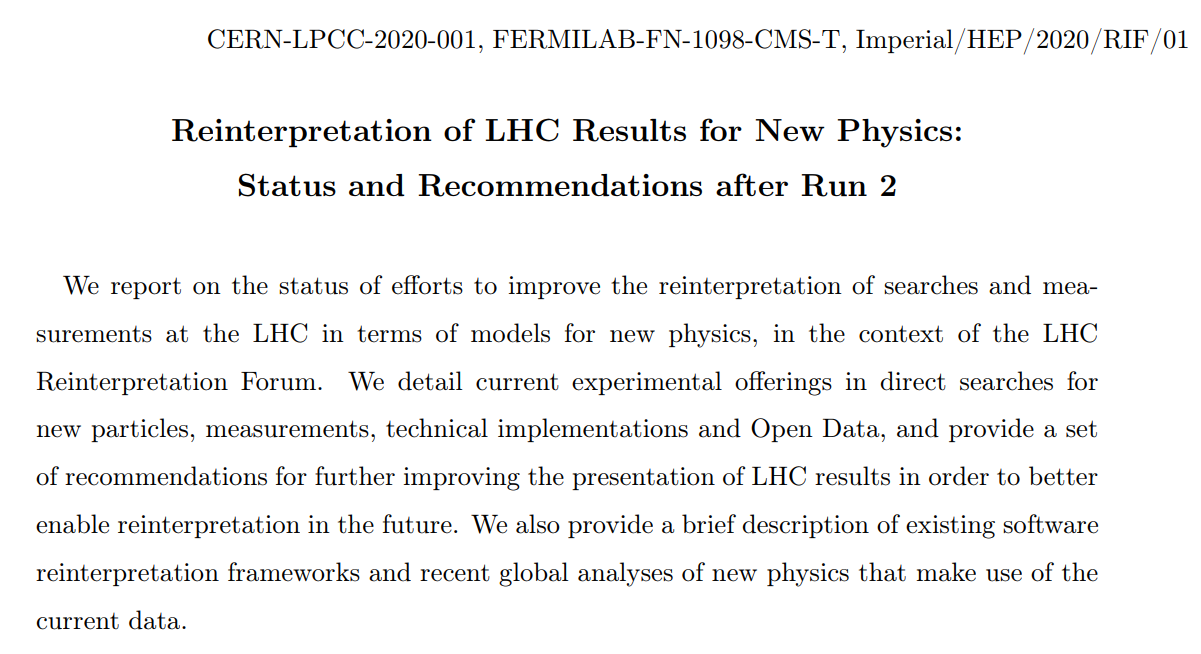 CERN-LPCC-2020-001, FERMILAB-FN-1098-CMS-T, Imperial/HEP/2020/RIF/01
Reinterpretation of LHC Results for New Physics:
Status and Recommendations after Run 2
We report on the status of efforts to improve the reinterpretation of searches and mea-
surements at the LHC in terms of models for new physics, in the context of the LHC
Reinterpretation Forum. We detail current experimental offerings in direct searches for
new particles, measurements, technical implementations and Open Data, and provide a set
of recommendations for further improving the presentation of LHC results in order to better
enable reinterpretation in the future. We also provide a brief description of existing software
reinterpretation frameworks and recent global analyses of new physics that make use of the
current data.